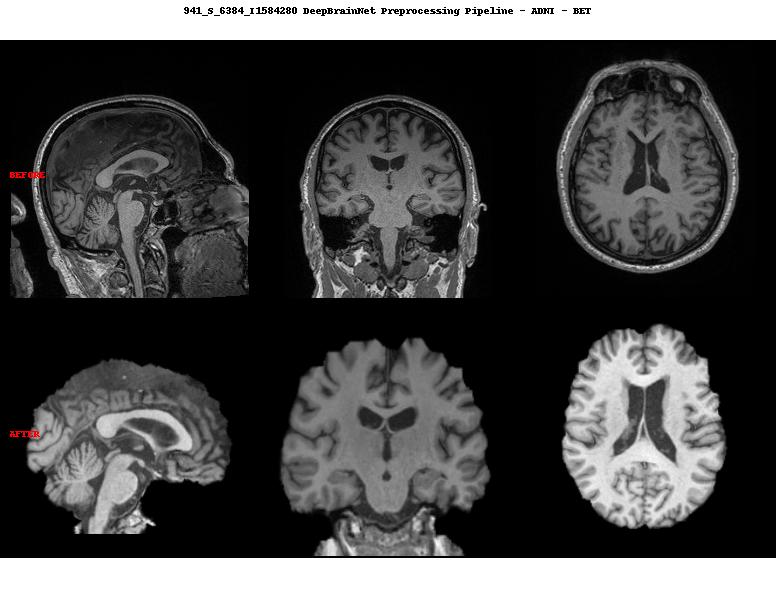 941_S_6384_I1584280 DeepBrainNet Preprocessing Pipeline - ADNI - BET
BEFORE
AFTER